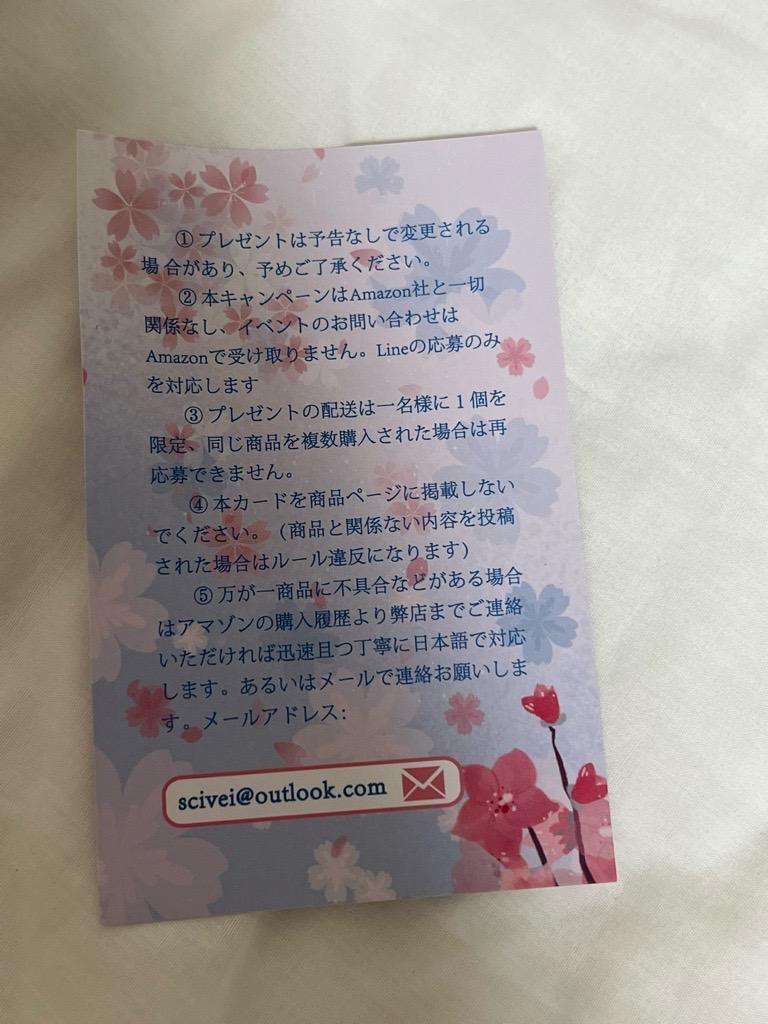 ① プレゼントは予告なしで変更される
場 合があり、予めご了承ください。
② 本キャンペーンはAmazon社と一切
関係なし、イベントのお問い合わせは
Amazonで受け取りません。Lineの応募のみ
を対応します
③ プレゼントの配送は一名様に 1 個を
限定、同じ商品を複数購入された場合は再
応募できません。
④ 本カードを商品ページに掲載しない
でください。（商品と関係ない内容を投稿
された場合はルール違反になります）
⑤ 万が一商品に不具合などがある場合
はアマゾンの購入履歴より弊店までご連絡
いただければ迅速且つ丁寧に日本語で対応
します。あるいはメールで連絡お願いしま
す。メールアドレス:
scivei@outlook.com